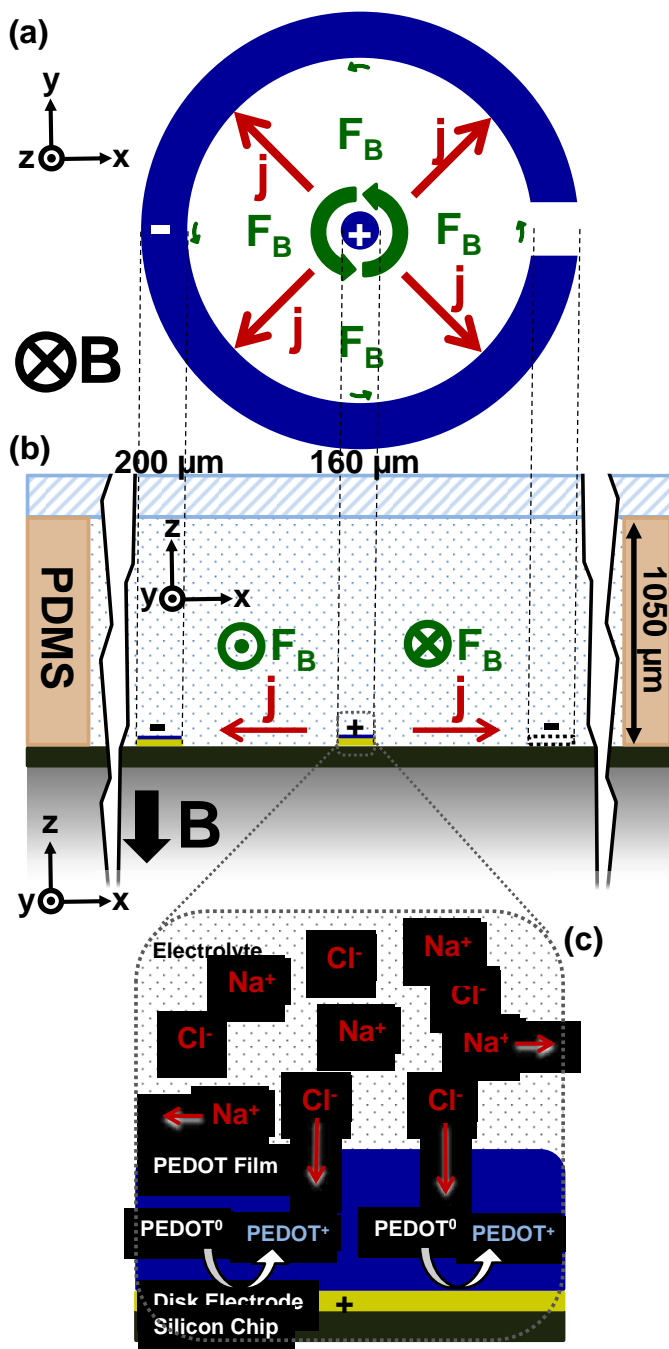 (a)
y
z x
F_B
j j
F_B + F_B
-
j j
F_B
B
(b)
200 µm 160 µm
z
y x
PDMS
1050 µm
F_B F_B
j j
- + -
B
z
y x
(c)
Electrolyte
Na⁺
Cl⁻
Na⁺
Cl⁻
Cl⁻
Na⁺
Na⁺
Na⁺
Cl⁻
Cl⁻
PEDOT Film
PEDOT⁰ PEDOT⁺ PEDOT⁰ PEDOT⁺
Disk Electrode +
Silicon Chip